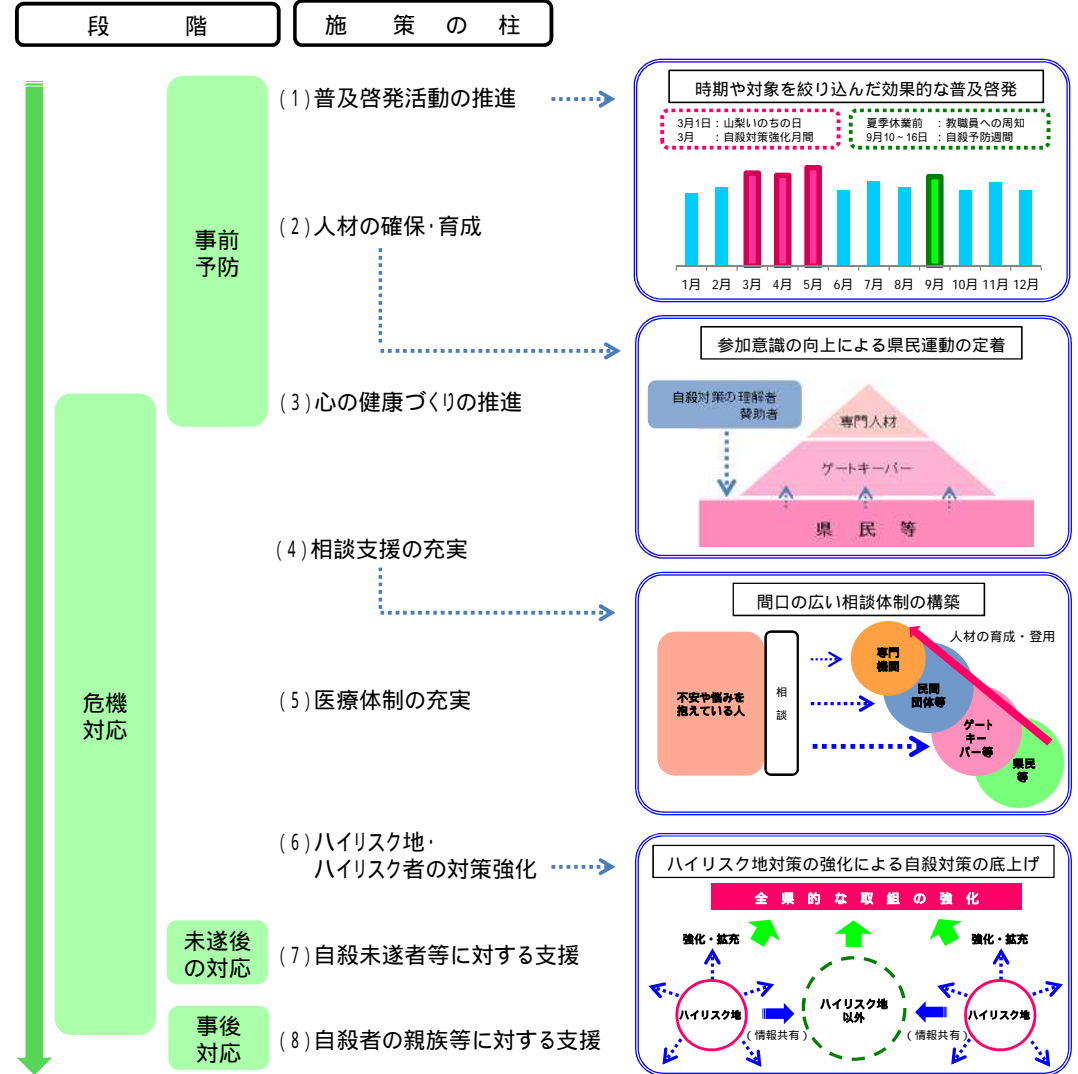 段 階
施 策 の 柱
事前
予防
危機
対応
未遂後
の対応
事後
対応
(1)普及啓発活動の推進
(2)人材の確保・育成
(3)心の健康づくりの推進
(4)相談支援の充実
(5)医療体制の充実
(6)ハイリスク地・
ハイリスク者の対策強化
(7)自殺未遂者等に対する支援
(8)自殺者の親族等に対する支援
時期や対象を絞り込んだ効果的な普及啓発
3月1日：山梨いのちの日
3月　　：自殺対策強化月間
夏季休業前　：教職員への周知
9月10～16日 ：自殺予防週間
1月 2月 3月 4月 5月 6月 7月 8月 9月 10月 11月 12月
参加意識の向上による県民運動の定着
自殺対策の理解者
賛助者
専門人材
ゲートキーパー
県 民 等
間口の広い相談体制の構築
人材の育成・登用
不安や悩みを
抱えている人
相
談
専門
機関
民間
団体等
ゲート
キー
パー等
県民
等
ハイリスク地対策の強化による自殺対策の底上げ
全 県 的 な 取 組 の 強 化
強化・拡充
強化・拡充
ハイリスク地
ハイリスク地
以外
ハイリスク地
（情報共有）
（情報共有）